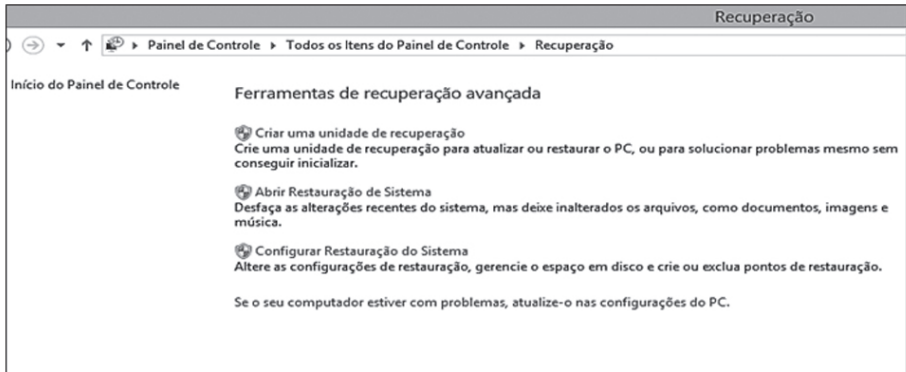 Recuperação
Painel de Controle ▸ Todos os Itens do Painel de Controle ▸ Recuperação
Início do Painel de Controle
Ferramentas de recuperação avançada
Criar uma unidade de recuperação
Crie uma unidade de recuperação para atualizar ou restaurar o PC, ou para solucionar problemas mesmo sem
conseguir inicializar.
Abrir Restauração de Sistema
Desfaça as alterações recentes do sistema, mas deixe inalterados os arquivos, como documentos, imagens e
música.
Configurar Restauração do Sistema
Altere as configurações de restauração, gerencie o espaço em disco e crie ou exclua pontos de restauração.
Se o seu computador estiver com problemas, atualize-o nas configurações do PC.